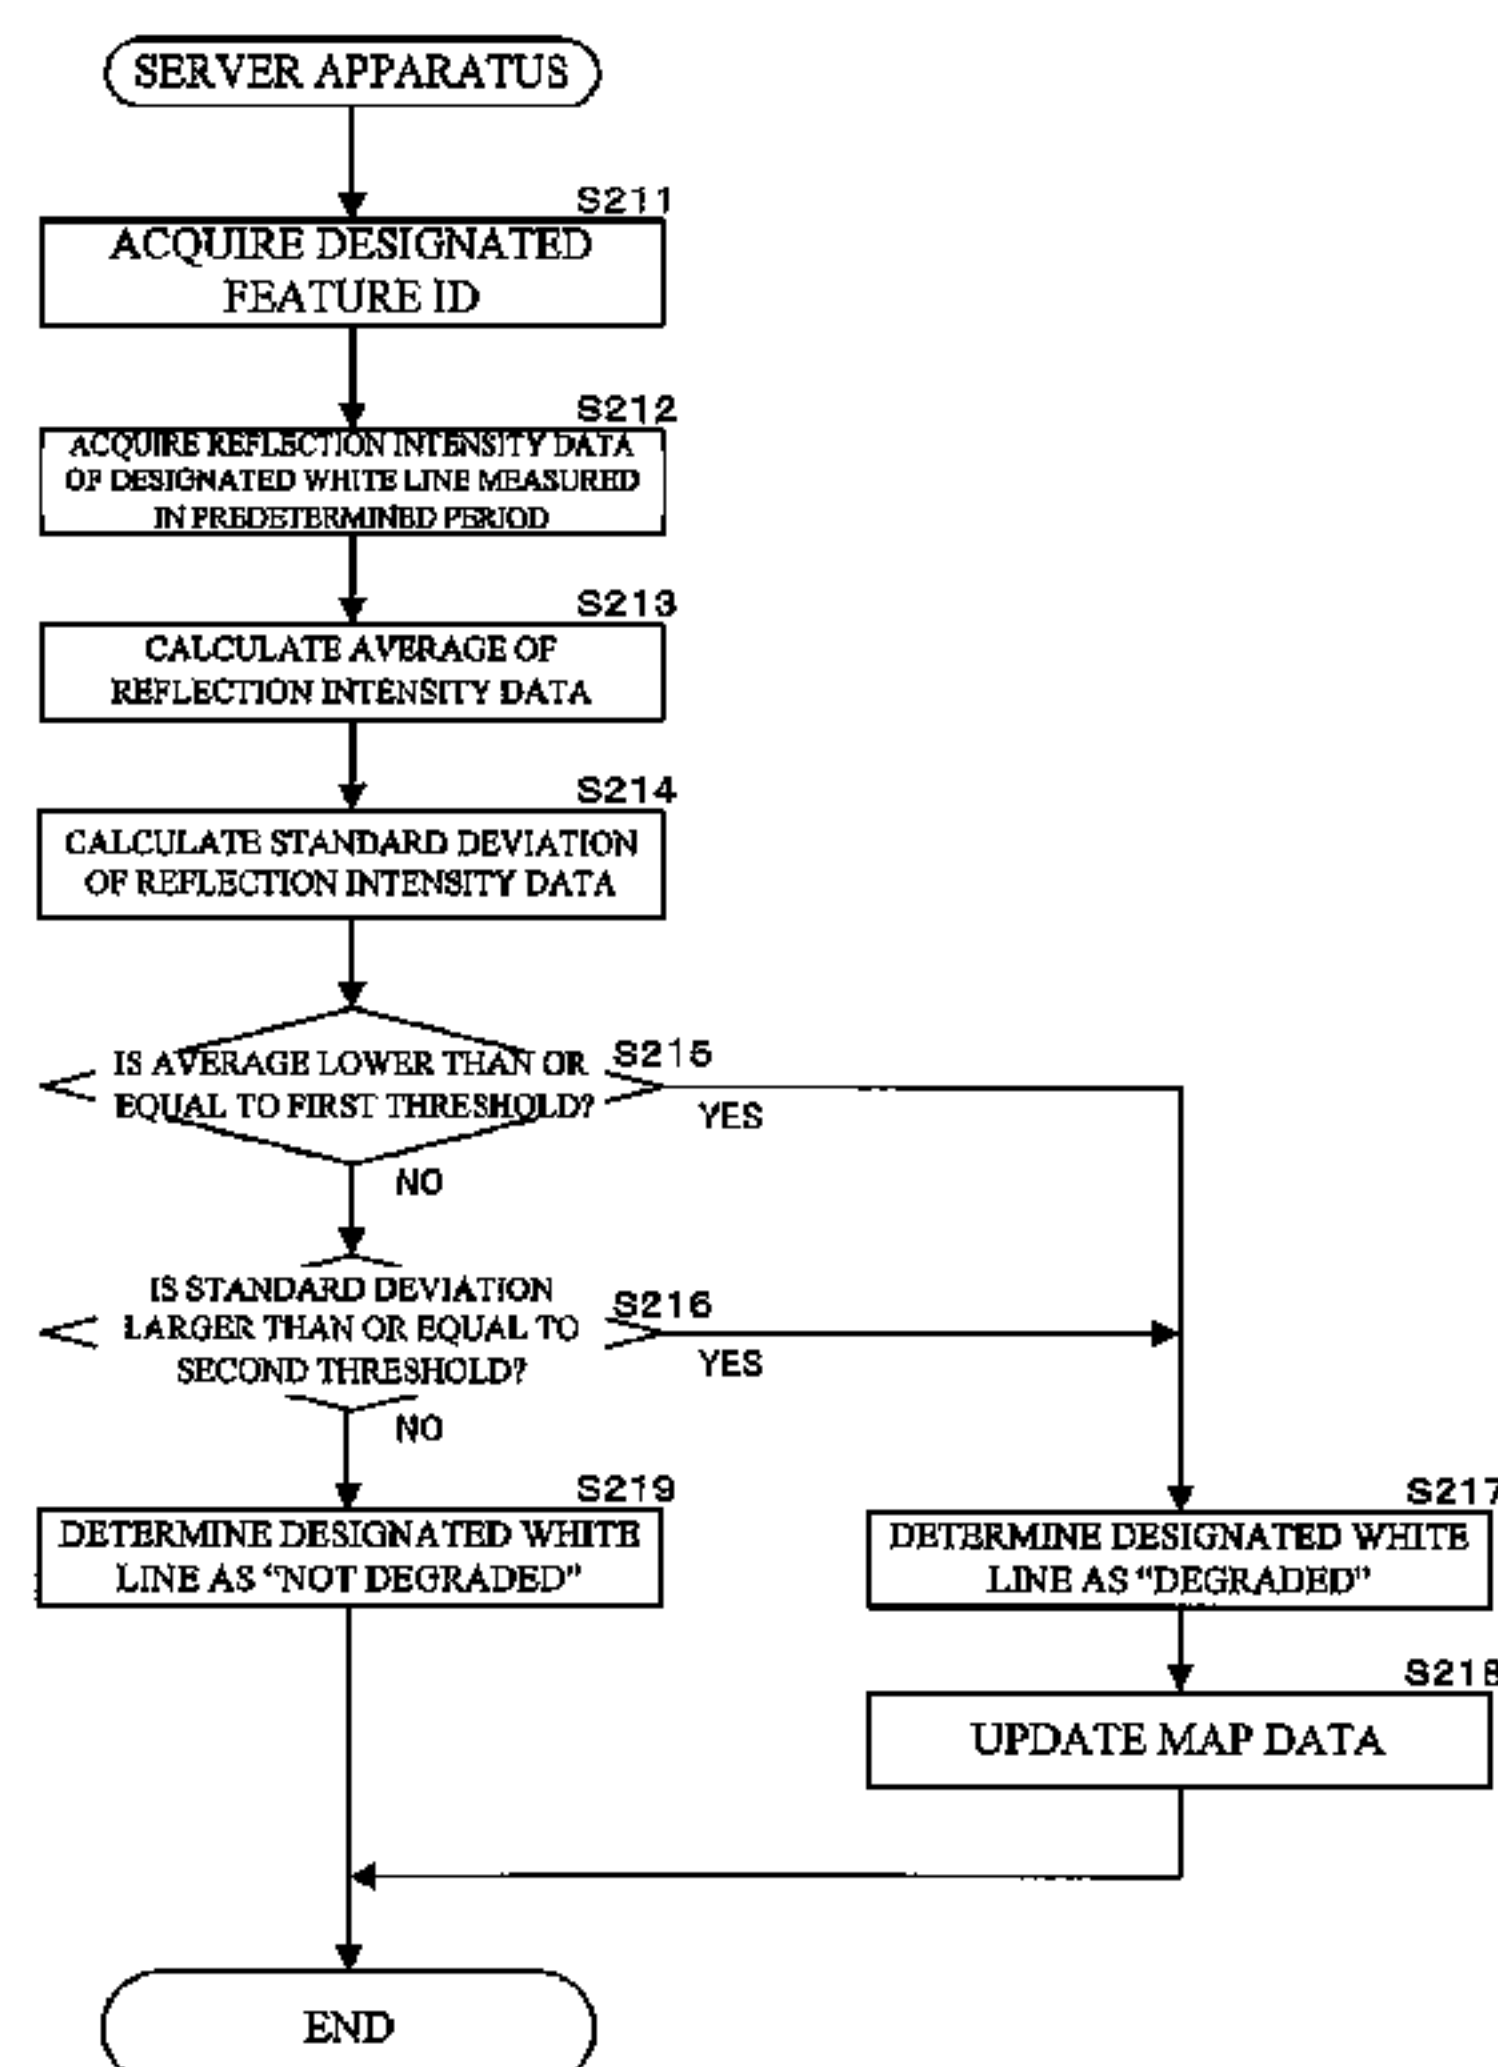 SERVER APPARATUS
S211
ACQUIRE DESIGNATED
FEATURE ID
S212
ACQUIRE REFLECTION INTENSITY DATA
OF DESIGNATED WHITE LINE MEASURED
IN PREDETERMINED PERIOD
S213
CALCULATE AVERAGE OF
REFLECTION INTENSITY DATA
S214
CALCULATE STANDARD DEVIATION
OF REFLECTION INTENSITY DATA
S215
IS AVERAGE LOWER THAN OR
EQUAL TO FIRST THRESHOLD?
YES
NO
S216
IS STANDARD DEVIATION
LARGER THAN OR EQUAL TO
SECOND THRESHOLD?
YES
NO
S219
DETERMINE DESIGNATED WHITE
LINE AS “NOT DEGRADED”
S217
DETERMINE DESIGNATED WHITE
LINE AS “DEGRADED”
S218
UPDATE MAP DATA
END